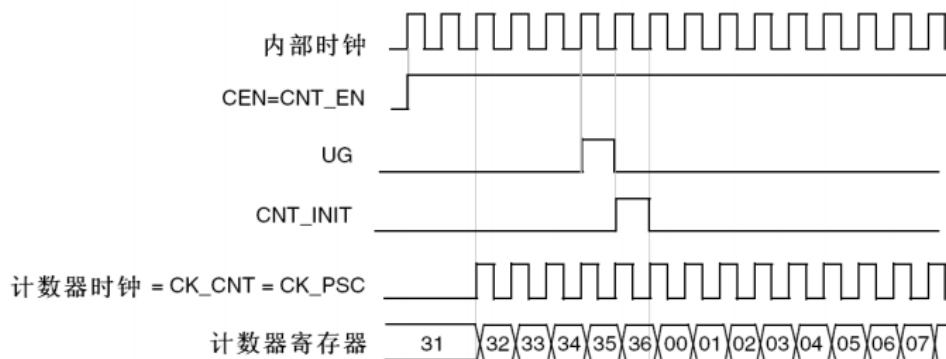 内部时钟
CEN=CNT_EN
UG
CNT_INIT
计数器时钟 = CK_CNT = CK_PSC
计数器寄存器 31 32 33 34 35 36 00 01 02 03 04 05 06 07